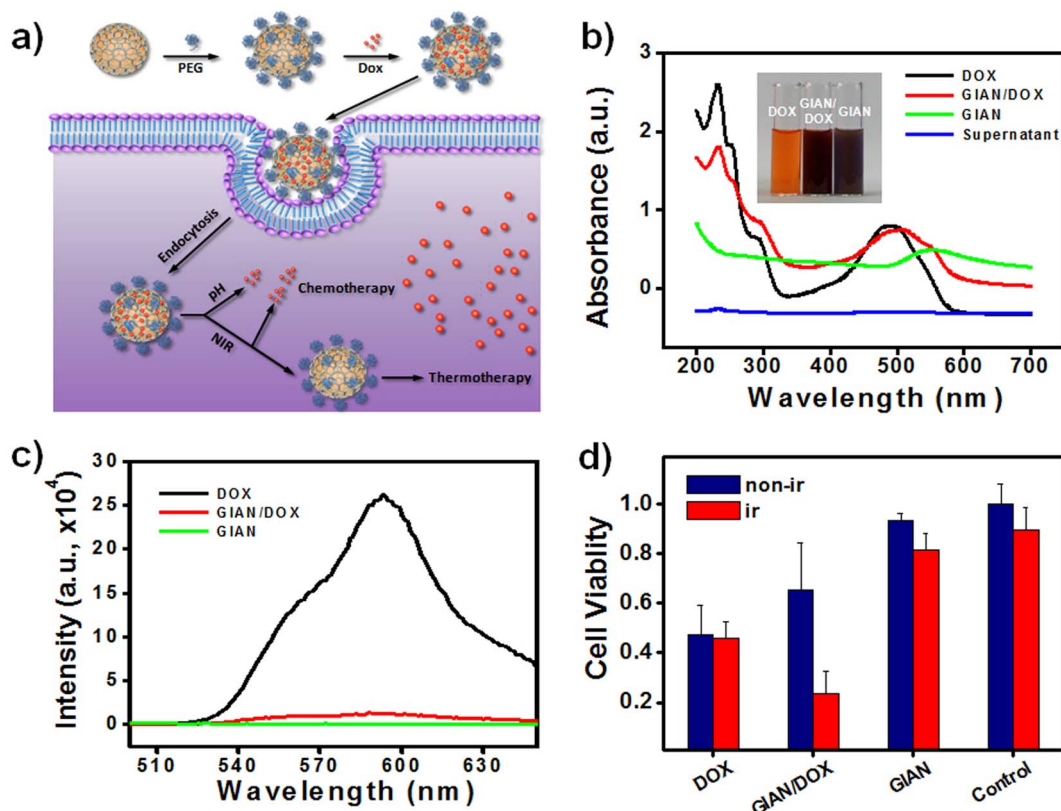 a)
PEG
Dox
Endocytosis
pH
Chemotherapy
NIR
Thermotherapy
b)
3
2
1
0
Absorbance (a.u.)
DOX
GIAN/
DOX
GIAN
DOX
GIAN/DOX
GIAN
Supernatant
200 300 400 500 600 700
Wavelength (nm)
c)
30
25
20
15
10
5
0
Intensity (a.u., x10⁴)
DOX
GIAN/DOX
GIAN
510 540 570 600 630
Wavelength (nm)
d)
non-ir
ir
1.0
0.8
0.6
0.4
0.2
Cell Viablity
DOX
GIAN/DOX
GIAN
Control